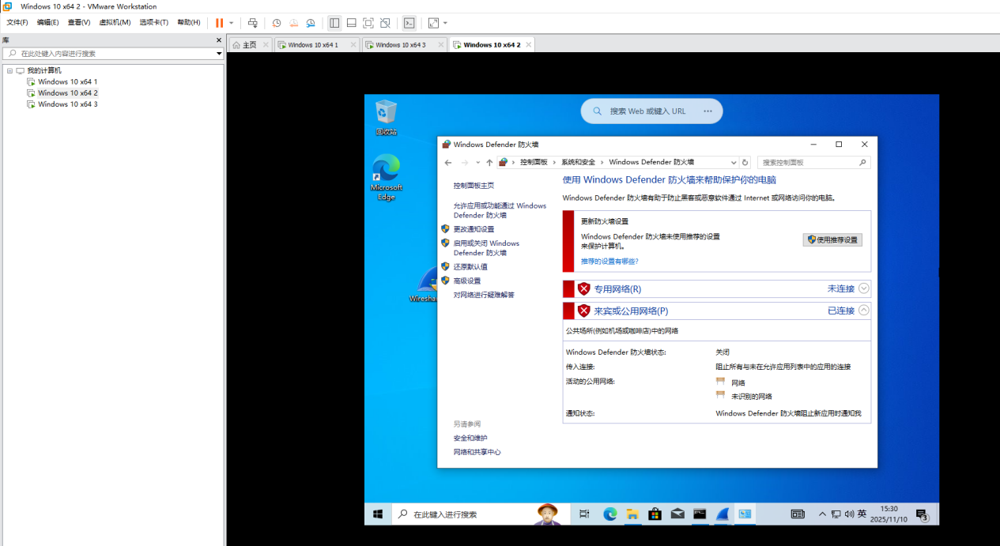 Windows 10 x64 2 - VMware Workstation
文件(F) 编辑(E) 查看(V) 虚拟机(M) 选项卡(T) 帮助(H)
库
在此处键入内容进行搜索
我的计算机
Windows 10 x64 1
Windows 10 x64 2
Windows 10 x64 3
主页 Windows 10 x64 1 Windows 10 x64 3 Windows 10 x64 2
回收站
搜索 Web 或键入 URL
Microsoft
Edge
Wiresha
Windows Defender 防火墙
控制面板 系统和安全 Windows Defender 防火墙
搜索控制面板
控制面板主页
允许应用或功能通过 Windows
Defender 防火墙
更改通知设置
启用或关闭 Windows
Defender 防火墙
还原默认值
高级设置
对网络进行疑难解答
另请参阅
安全和维护
网络和共享中心
使用 Windows Defender 防火墙来帮助保护你的电脑
Windows Defender 防火墙有助于防止黑客或恶意软件通过 Internet 或网络访问你的电脑。
更新防火墙设置
Windows Defender 防火墙未使用推荐的设置
来保护计算机。
使用推荐设置
推荐的设置有哪些?
专用网络(R) 未连接
来宾或公用网络(P) 已连接
公共场所(例如机场或咖啡店)中的网络
Windows Defender 防火墙状态: 关闭
传入连接: 阻止所有与未在允许应用列表中的应用的连接
活动的公用网络: 网络
未识别的网络
通知状态: Windows Defender 防火墙阻止新应用时通知我
在此键入进行搜索
英
15:30
2025/11/10
3